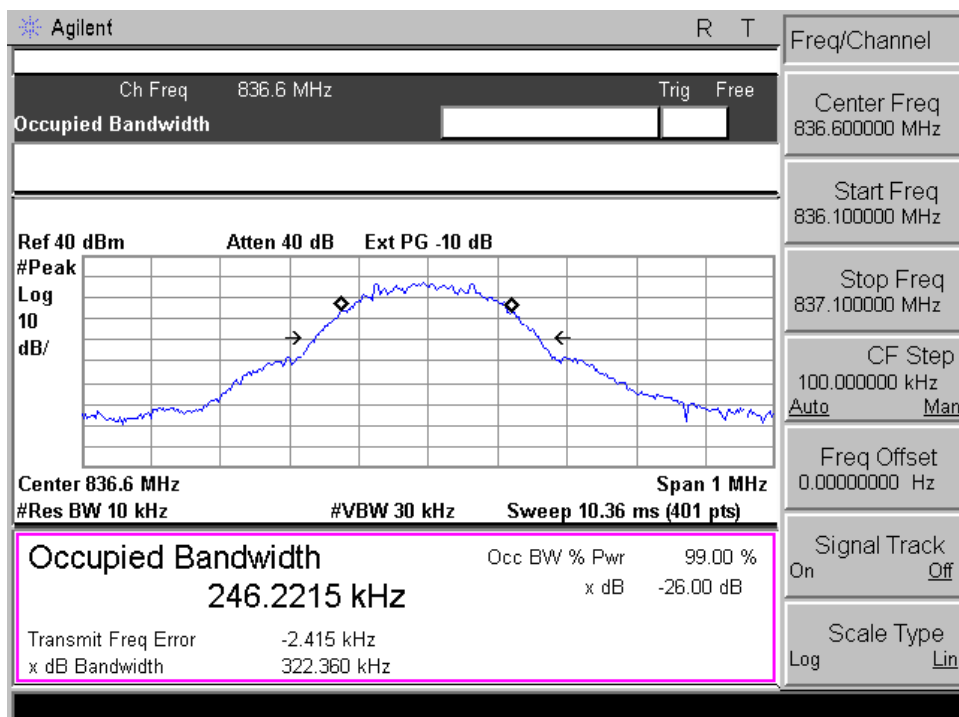 Agilent R T
Ch Freq 836.6 MHz Trig Free
Occupied Bandwidth
Ref 40 dBm Atten 40 dB Ext PG -10 dB
#Peak
Log
10
dB/
Center 836.6 MHz Span 1 MHz
#Res BW 10 kHz #VBW 30 kHz Sweep 10.36 ms (401 pts)
Occupied Bandwidth Occ BW % Pwr 99.00 %
246.2215 kHz x dB -26.00 dB
Transmit Freq Error -2.415 kHz
x dB Bandwidth 322.360 kHz
Freq/Channel
Center Freq
836.600000 MHz
Start Freq
836.100000 MHz
Stop Freq
837.100000 MHz
CF Step
100.000000 kHz
Auto Man
Freq Offset
0.00000000 Hz
Signal Track
On Off
Scale Type
Log Lin